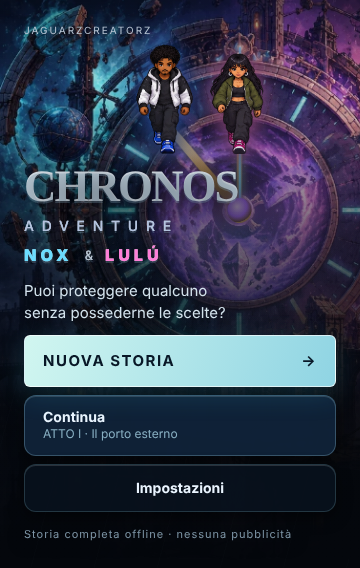 JAGUARZCREATORZ
CHRONOS
ADVENTURE
NOX & LULÚ
Puoi proteggere qualcuno
senza possederne le scelte?
NUOVA STORIA →
Continua
ATTO I · Il porto esterno
Impostazioni
Storia completa offline · nessuna pubblicità